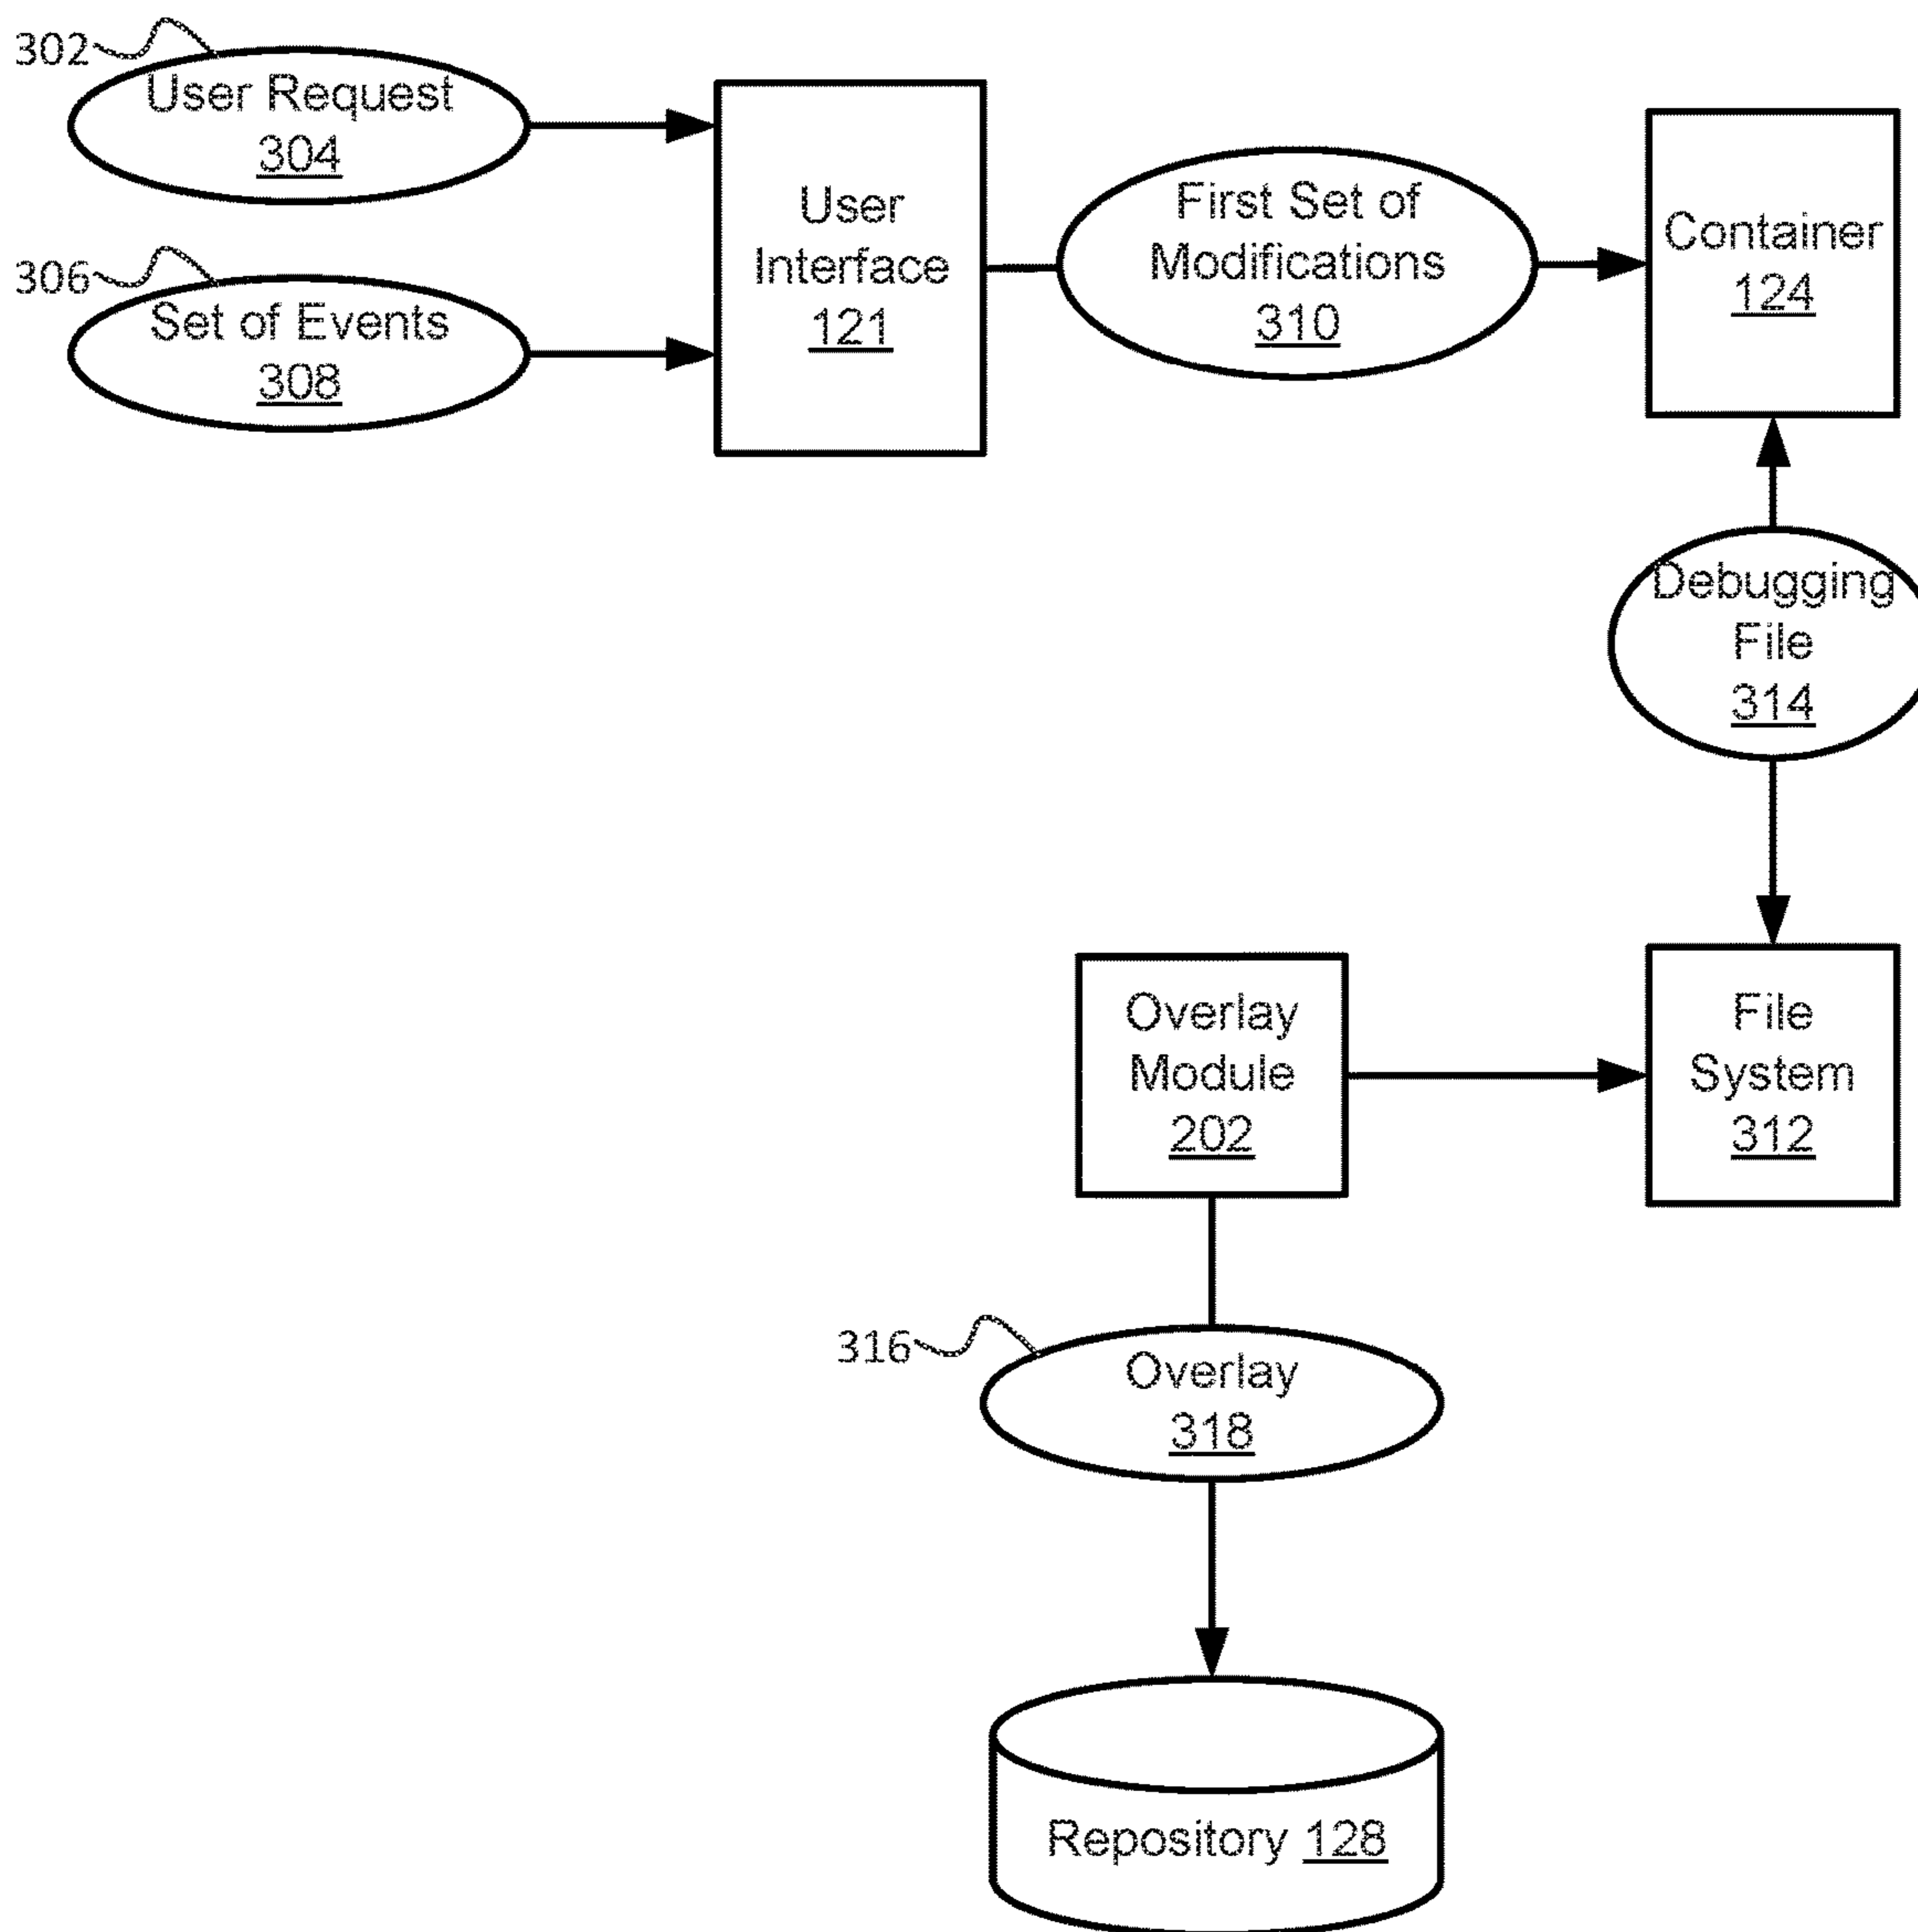 302
User Request
304
306
Set of Events
308
User
Interface
121
First Set of
Modifications
310
Container
124
Debugging
File
314
Overlay
Module
202
File
System
312
316
Overlay
318
Repository 128